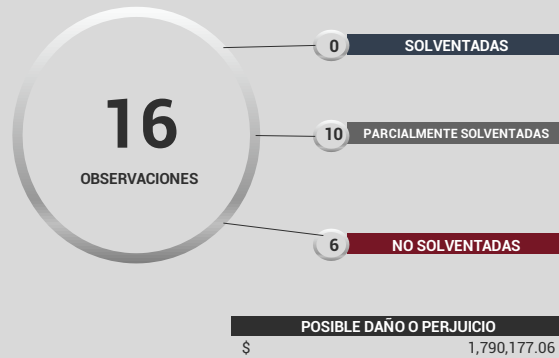 16
OBSERVACIONES
0 SOLVENTADAS
10 PARCIALMENTE SOLVENTADAS
6 NO SOLVENTADAS
POSIBLE DAÑO O PERJUICIO
$ 1,790,177.06